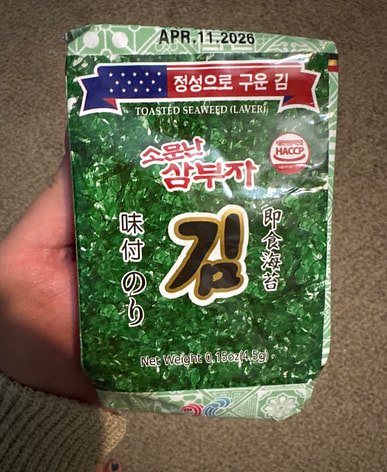 APR.11.2026
정성으로 구운 김
TOASTED SEAWEED (LAVER)
HACCP
소문난
삼부자
김
味付のり
即食海苔
Net Weight 0.15oz(4.5g)